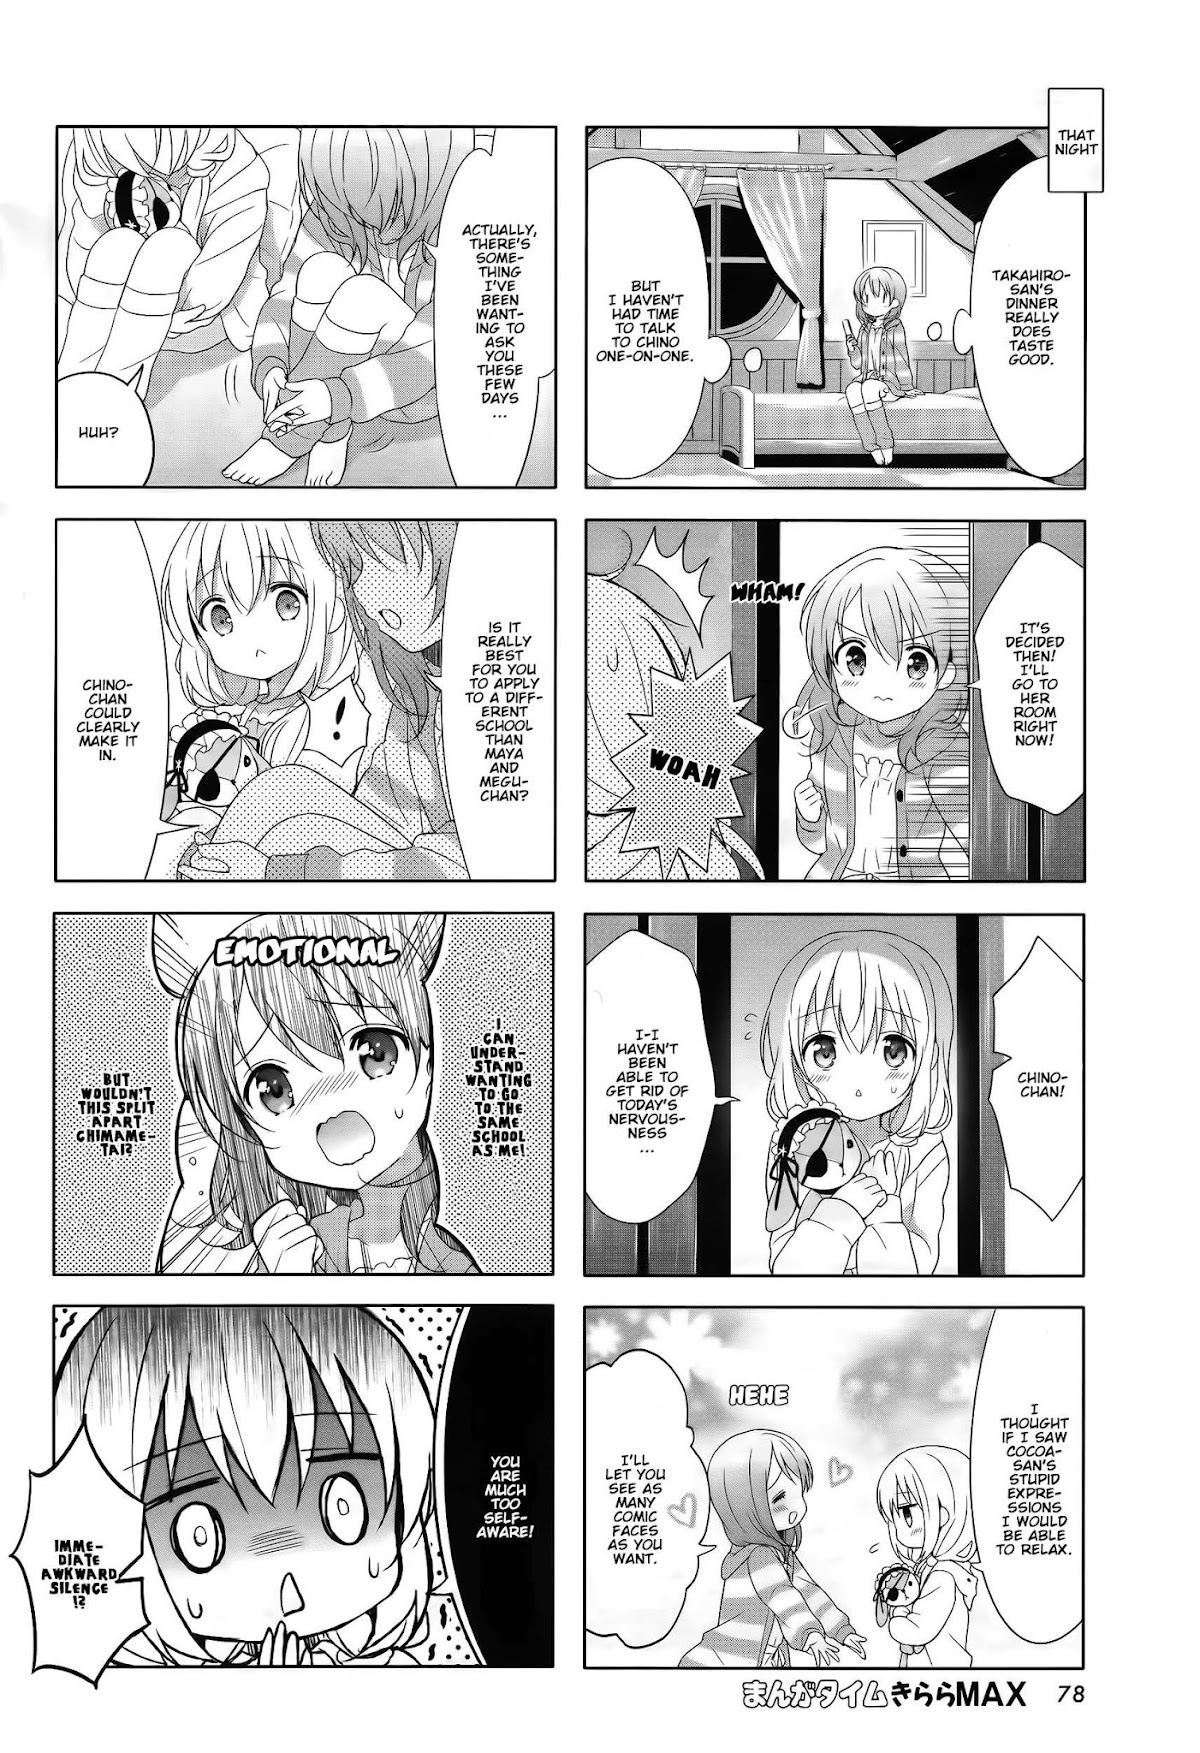 THAT
NIGHT
TAKAHIRO-
SAN'S
DINNER
REALLY
DOES
TASTE
GOOD.
BUT
I HAVEN'T
HAD TIME
TO TALK
TO CHINO
ONE-ON-ONE.
IT'S
DECIDED
THEN!
I'LL
GO TO
HER
ROOM
RIGHT
NOW!
WHAM!
WOAH
CHINO-
CHAN!
I-I
HAVEN'T
BEEN
ABLE TO
GET RID OF
TODAY'S
NERVOUS-
NESS
...
I
THOUGHT
IF I SAW
COCOA-
SAN'S
STUPID
EXPRE-
SSIONS
I WOULD
BE ABLE
TO RELAX.
HEHE
I'LL
LET YOU
SEE AS
MANY
COMIC
FACES
AS YOU
WANT.
ACTUALLY,
THERE'S
SOME-
THING
I'VE
BEEN
WANT-
ING TO
ASK
YOU
THESE
FEW
DAYS
...
HUH?
IS IT
REALLY
BEST
FOR YOU
TO APPLY
TO A DIFF-
ERENT
SCHOOL
THAN
MAYA
AND
MEGU-
CHAN?
!
CHINO-
CHAN
COULD
CLEARLY
MAKE IT
IN.
EMOTIONAL
I
CAN
UNDER-
STAND
WANTING
TO GO
TO THE
SAME
SCHOOL
AS ME!
BUT
WOULDN'T
THIS SPLIT
APART
CHIMAME-
TAI!?
YOU
ARE
MUCH
TOO
SELF-
AWARE!
IMME-
DIATE
AWKWARD
SILENCE
!?
まんがタイムきららMAX 78